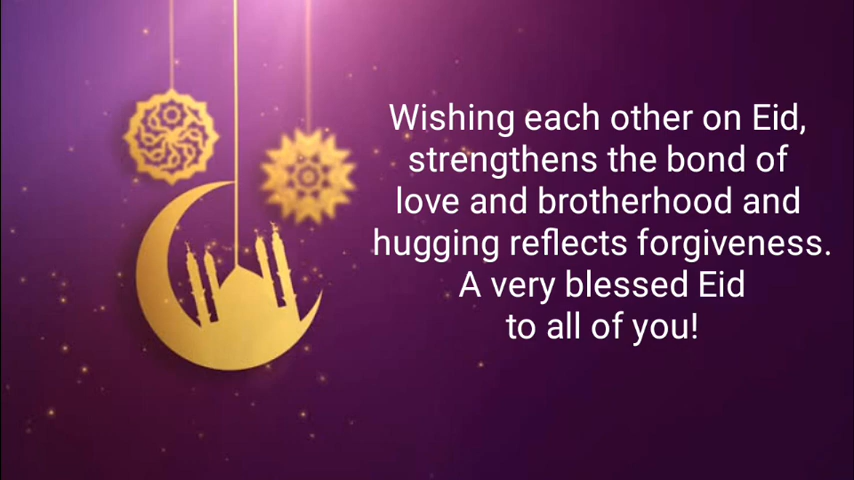 Wishing each other on Eid,
strengthens the bond of
love and brotherhood and
hugging reflects forgiveness.
A very blessed Eid
to all of you!